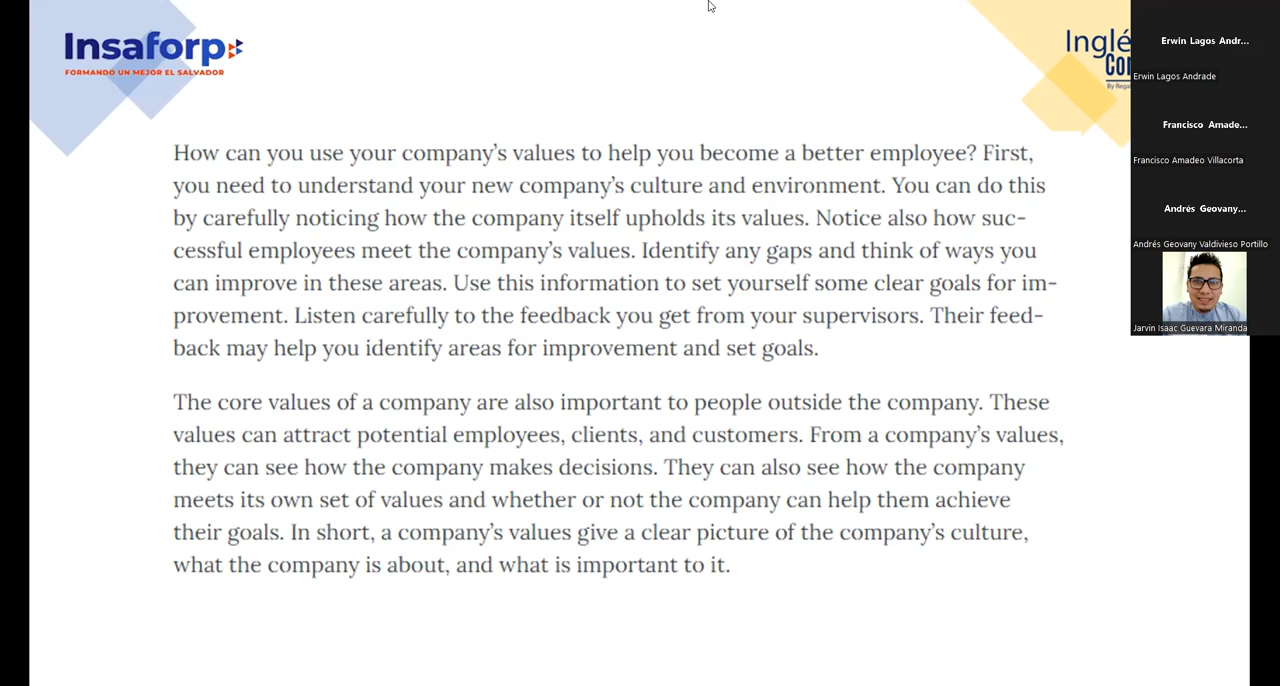 Insaforp
FORMANDO UN MEJOR EL SALVADOR
Inglé
Cor
How can you use your company's values to help you become a better employee? First,
you need to understand your new company's culture and environment. You can do this
by carefully noticing how the company itself upholds its values. Notice also how suc-
cessful employees meet the company's values. Identify any gaps and think of ways you
can improve in these areas. Use this information to set yourself some clear goals for im-
provement. Listen carefully to the feedback you get from your supervisors. Their feed-
back may help you identify areas for improvement and set goals.
The core values of a company are also important to people outside the company. These
values can attract potential employees, clients, and customers. From a company's values,
they can see how the company makes decisions. They can also see how the company
meets its own set of values and whether or not the company can help them achieve
their goals. In short, a company's values give a clear picture of the company's culture,
what the company is about, and what is important to it.
Erwin Lagos Andr...
Erwin Lagos Andrade
Francisco Amade...
Francisco Amadeo Villacorta
Andrés Geovany...
Andrés Geovany Valdivieso Portillo
Jarvin Isaac Guevara Miranda